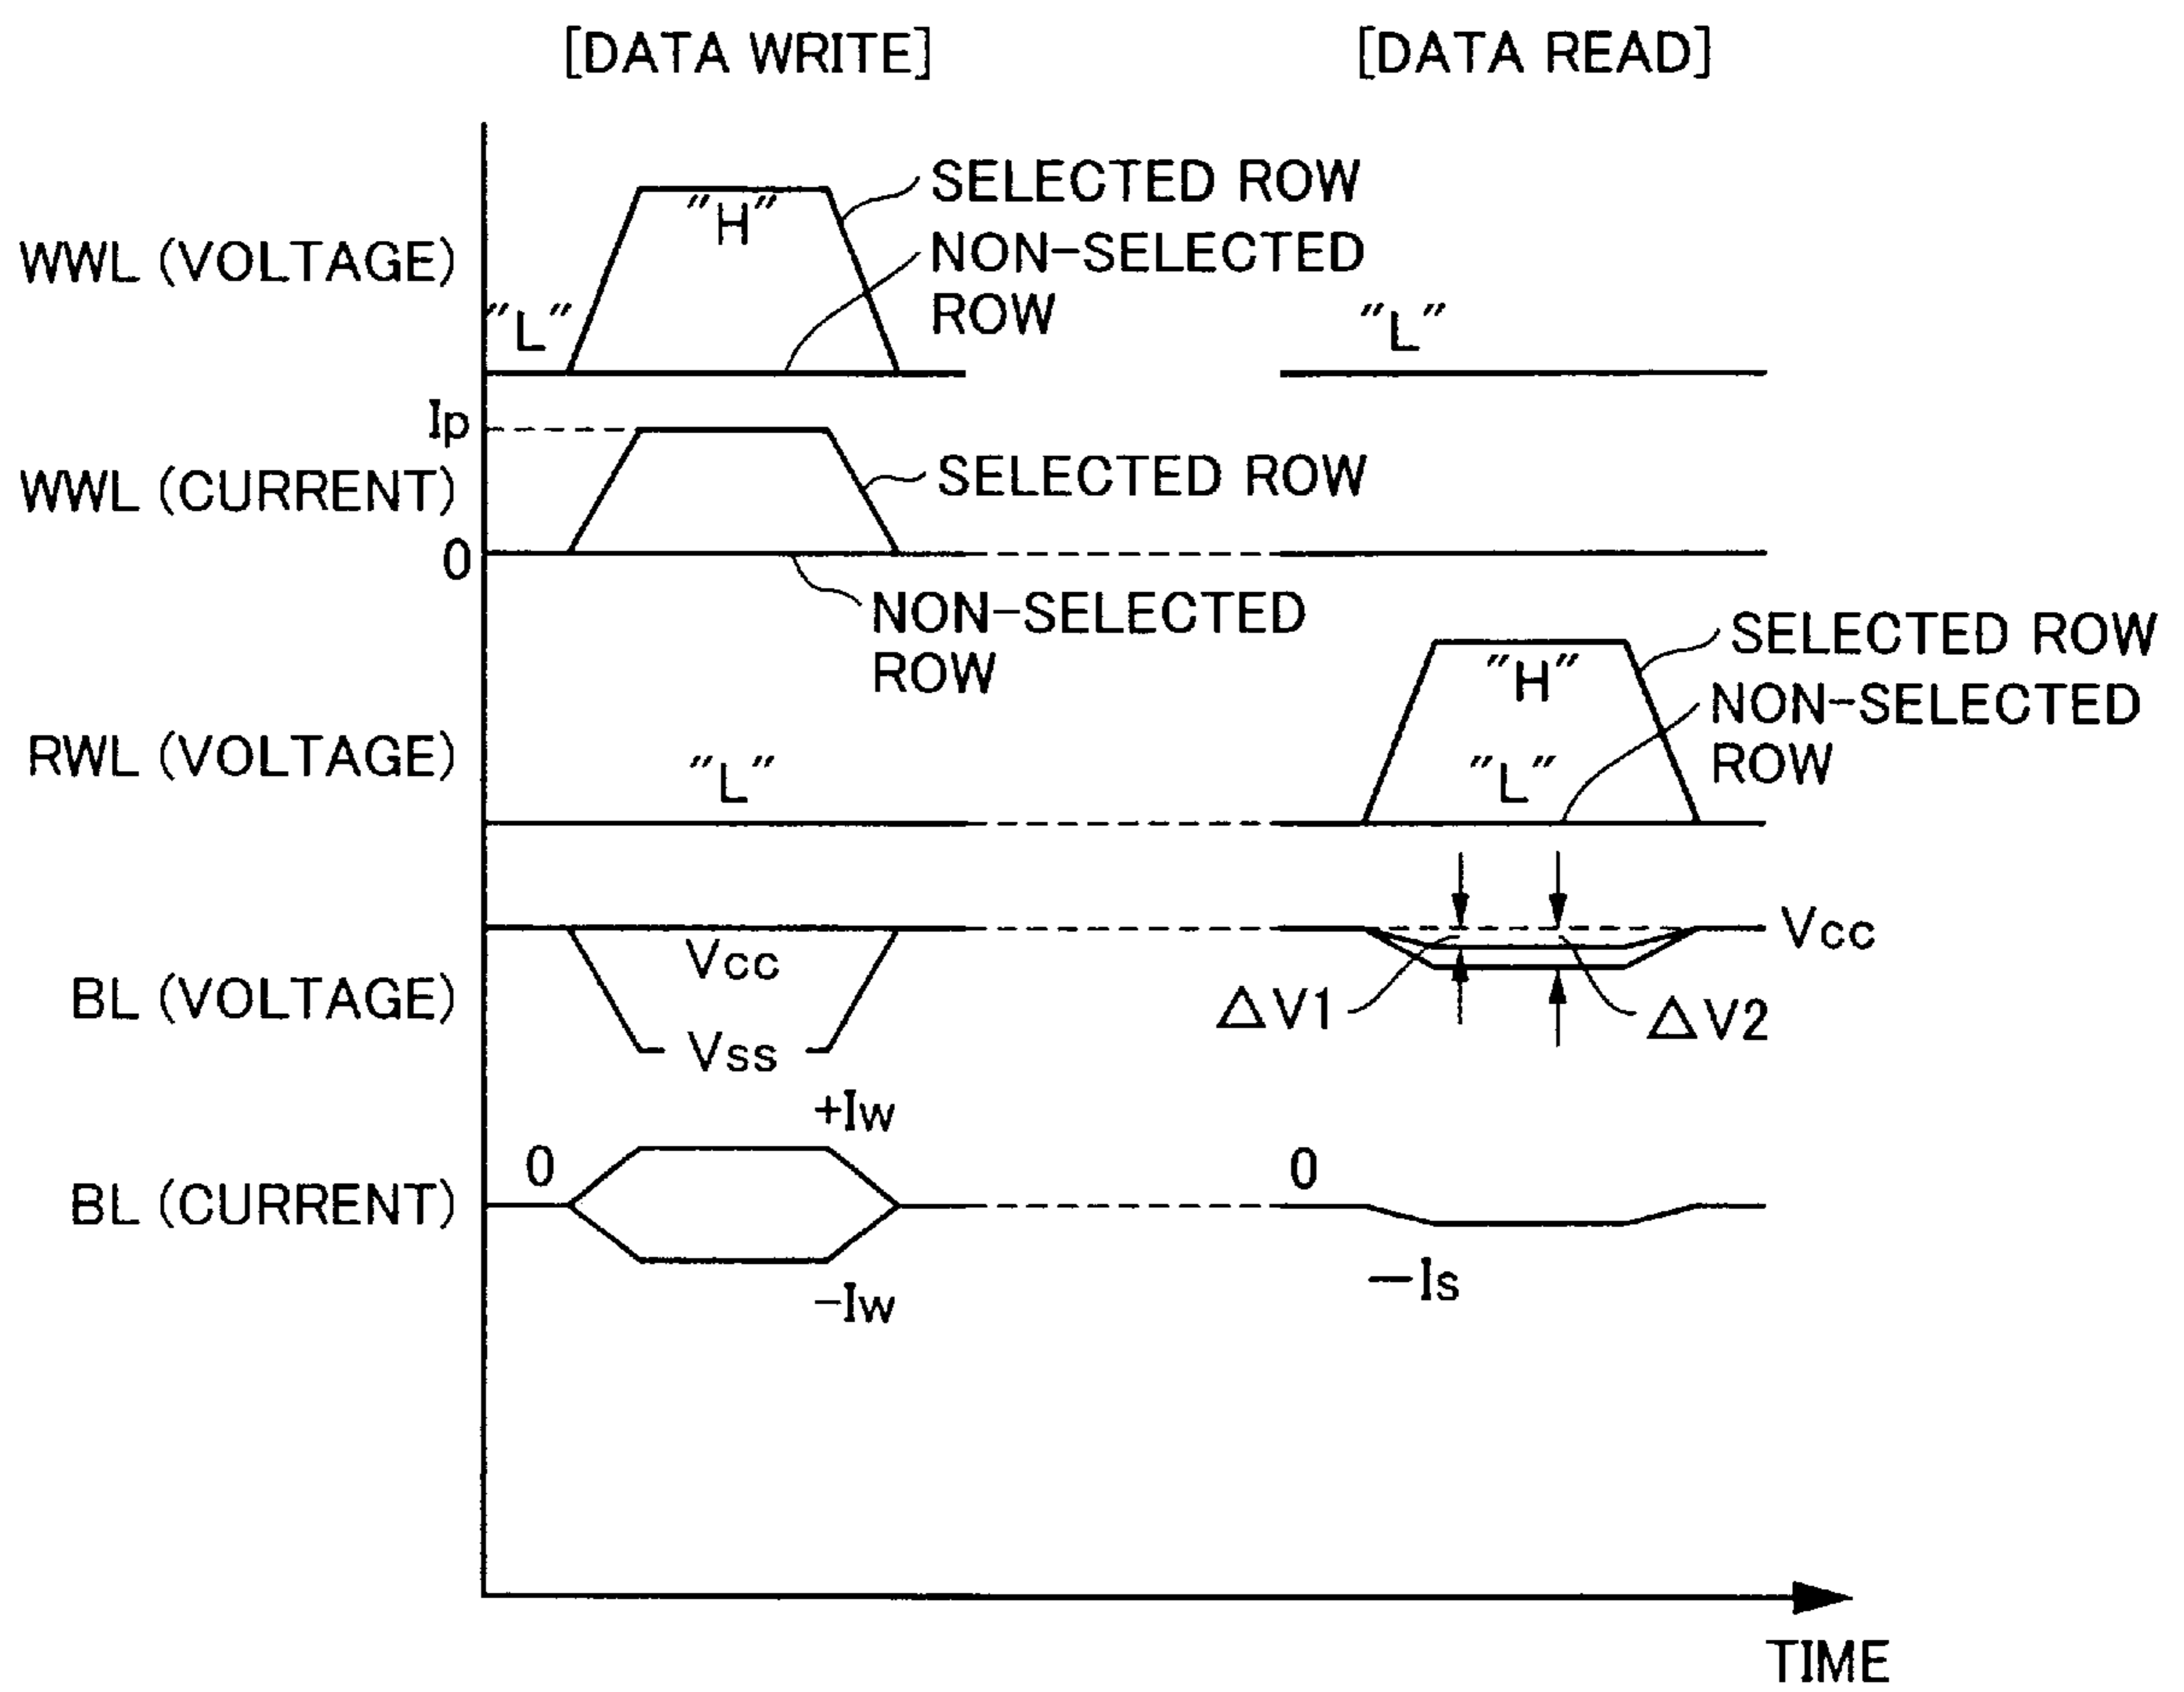 [DATA WRITE] [DATA READ]
SELECTED ROW
"H"
NON-SELECTED
ROW
WWL (VOLTAGE)
"L" "L"
Ip
WWL (CURRENT)
SELECTED ROW
0
NON-SELECTED
ROW
SELECTED ROW
"H"
NON-SELECTED
ROW
RWL (VOLTAGE)
"L" "L"
Vcc Vcc
BL (VOLTAGE)
△V1 △V2
Vss
+Iw
0 0
BL (CURRENT)
-Is
-Iw
TIME